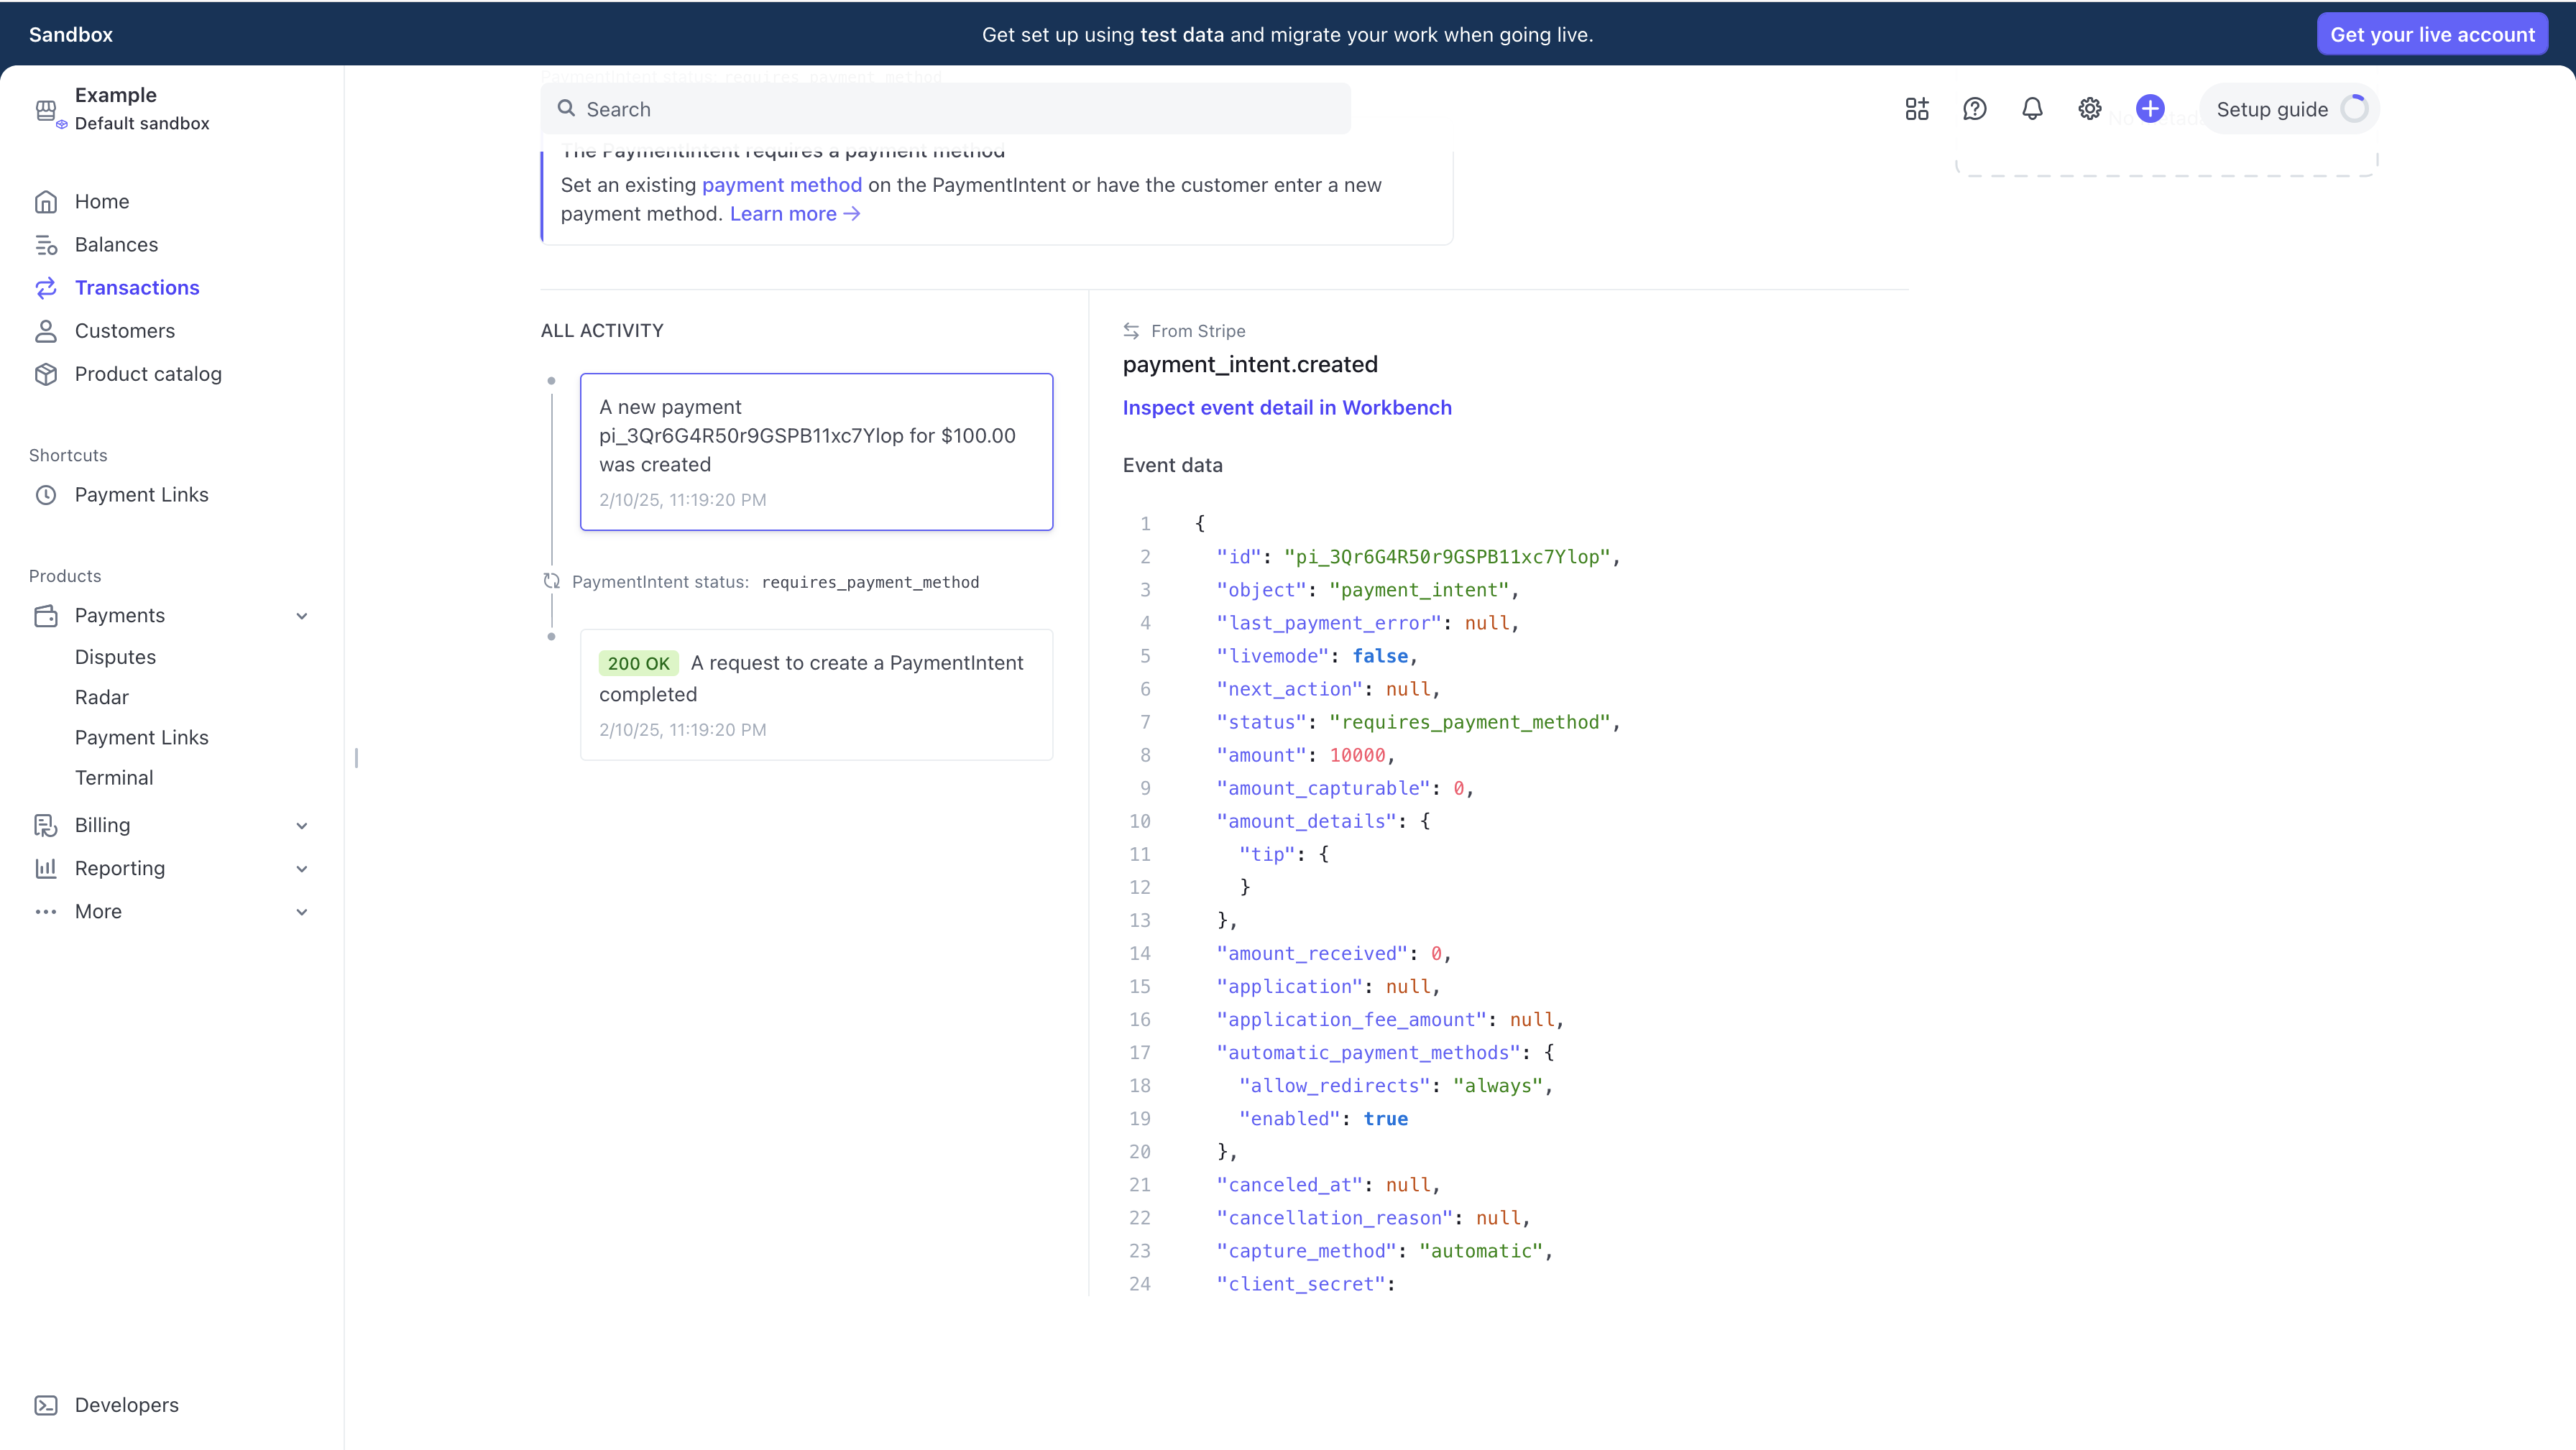 Sandbox
Get set up using test data and migrate your work when going live.
Get your live account
Example
Default sandbox
Home
Balances
Transactions
Customers
Product catalog
Shortcuts
Payment Links
Products
Payments
Disputes
Radar
Payment Links
Terminal
Billing
Reporting
More
Developers
PaymentIntent status: requires_payment_method
Search
Setup guide
The PaymentIntent requires a payment method
Set an existing payment method on the PaymentIntent or have the customer enter a new
payment method. Learn more →
ALL ACTIVITY
A new payment
pi_3Qr6G4R50r9GSPB11xc7Ylop for $100.00
was created
2/10/25, 11:19:20 PM
PaymentIntent status: requires_payment_method
200 OK A request to create a PaymentIntent
completed
2/10/25, 11:19:20 PM
From Stripe
payment_intent.created
Inspect event detail in Workbench
Event data
1 {
2 "id": "pi_3Qr6G4R50r9GSPB11xc7Ylop",
3 "object": "payment_intent",
4 "last_payment_error": null,
5 "livemode": false,
6 "next_action": null,
7 "status": "requires_payment_method",
8 "amount": 10000,
9 "amount_capturable": 0,
10 "amount_details": {
11 "tip": {
12 }
13 },
14 "amount_received": 0,
15 "application": null,
16 "application_fee_amount": null,
17 "automatic_payment_methods": {
18 "allow_redirects": "always",
19 "enabled": true
20 },
21 "canceled_at": null,
22 "cancellation_reason": null,
23 "capture_method": "automatic",
24 "client_secret":